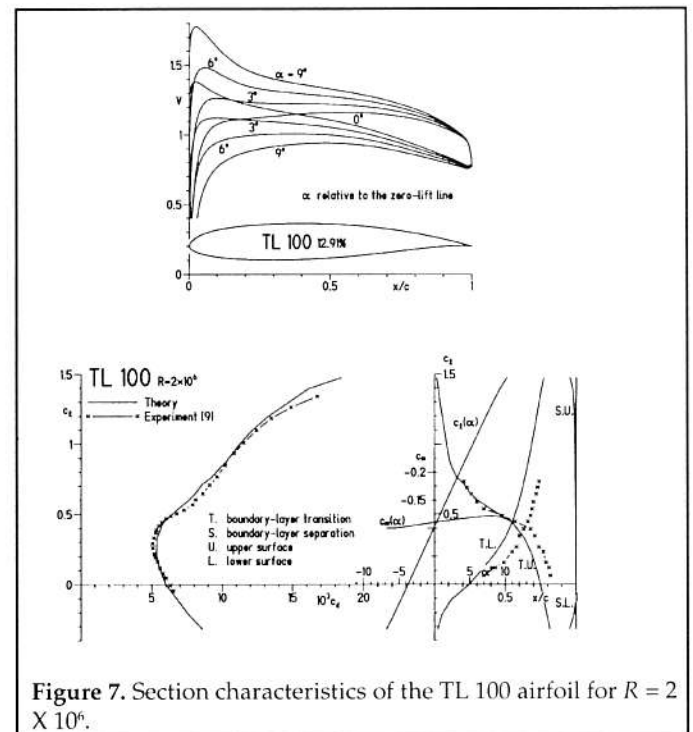 1.5
V
1
0.5
0
6°
α = 9°
3°
0°
3°
6°
9°
α relative to the zero-lift line
TL 100 12.91%
0
0.5
x/c
1
1.5
cₗ
1
0.5
0
TL 100 R=2×10⁶
Theory
Experiment [9]
T. boundary-layer transition
S. boundary-layer separation
U. upper surface
L. lower surface
5
10
10³c_d
15
20
cₗ
1.5
S.U.
cₗ(α)
cₘ
-0.2
-0.15
0.5
cₘ(α)
T.L.
T.U.
-10
-5
5
α°
10
0.5
x/c
S.L.
Figure 7. Section characteristics of the TL 100 airfoil for R = 2
X 10⁶.